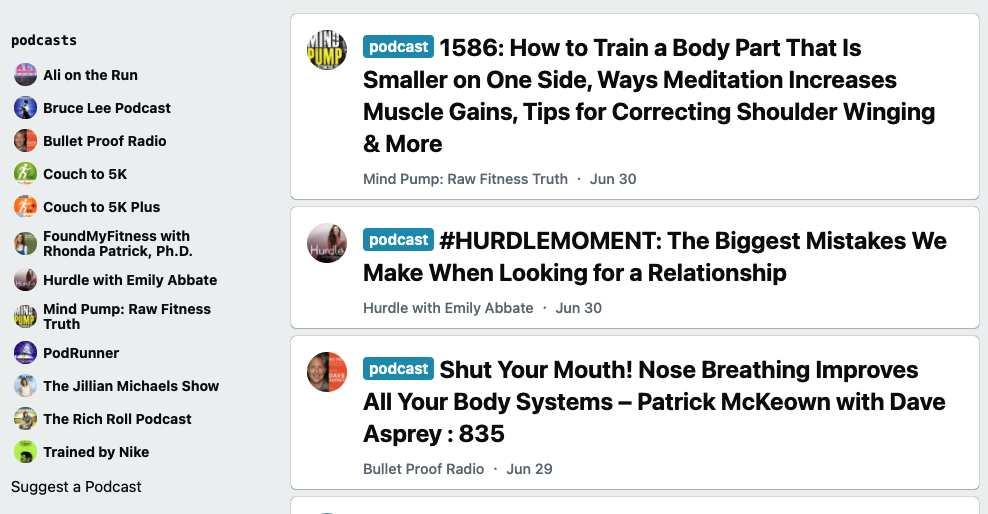 podcasts
Ali on the Run
Bruce Lee Podcast
Bullet Proof Radio
Couch to 5K
Couch to 5K Plus
FoundMyFitness with
Rhonda Patrick, Ph.D.
Hurdle with Emily Abbate
Mind Pump: Raw Fitness
Truth
PodRunner
The Jillian Michaels Show
The Rich Roll Podcast
Trained by Nike
Suggest a Podcast
MIND
PUMP
podcast 1586: How to Train a Body Part That Is
Smaller on One Side, Ways Meditation Increases
Muscle Gains, Tips for Correcting Shoulder Winging
& More
Mind Pump: Raw Fitness Truth · Jun 30
Hurdle
podcast #HURDLEMOMENT: The Biggest Mistakes We
Make When Looking for a Relationship
Hurdle with Emily Abbate · Jun 30
DAVE
ASPREY
podcast Shut Your Mouth! Nose Breathing Improves
All Your Body Systems – Patrick McKeown with Dave
Asprey : 835
Bullet Proof Radio · Jun 29